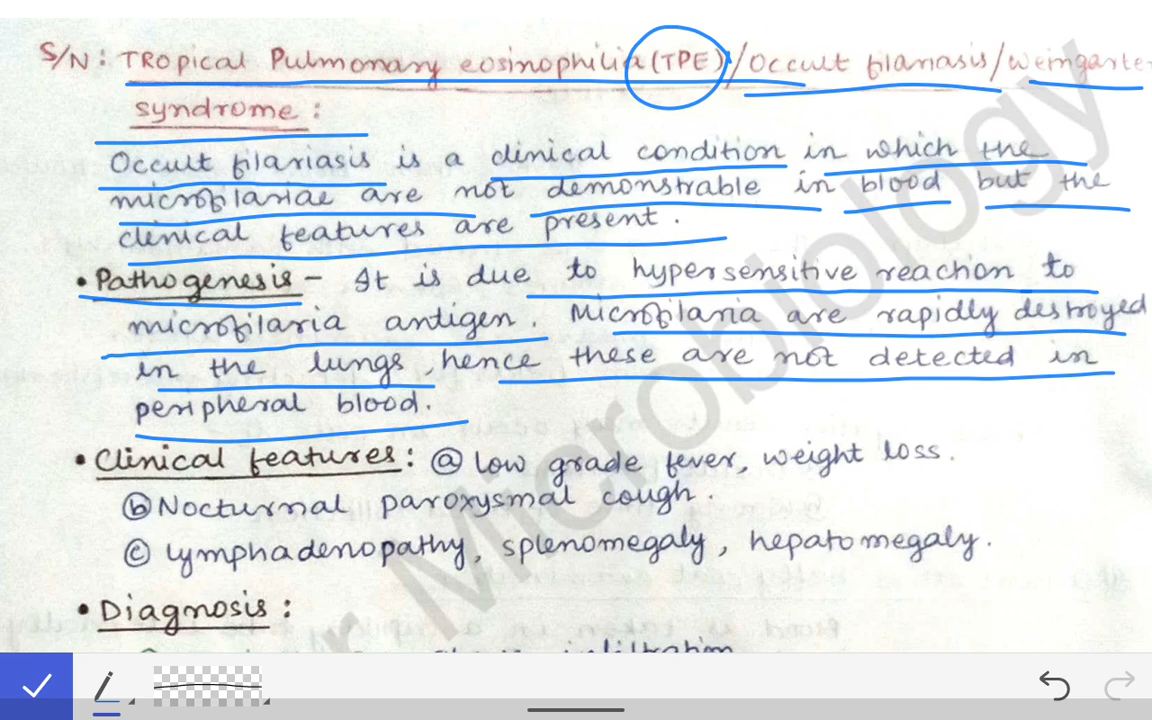 S/N: TROpical Pulmonary eosinophilia (TPE)/Occult filariasis/Weingarte
syndrome:
Occult filariasis is a clinical condition in which the
microfilariae are not demonstrable in blood but the
clinical features are present.
• Pathogenesis - It is due to hypersensitive reaction to
microfilaria antigen. Microfilaria are rapidly destroyed
in the lungs, hence these are not detected in
peripheral blood.
• Clinical features: ⓐ Low grade fever, weight loss.
ⓑ Nocturnal paroxysmal cough.
ⓒ lymphadenopathy, splenomegaly, hepatomegaly.
• Diagnosis:
infiltration
Microbiology